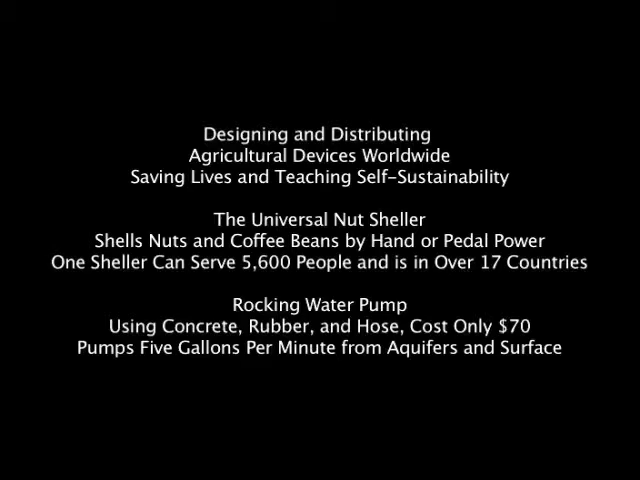 Designing and Distributing
Agricultural Devices Worldwide
Saving Lives and Teaching Self-Sustainability
The Universal Nut Sheller
Shells Nuts and Coffee Beans by Hand or Pedal Power
One Sheller Can Serve 5,600 People and is in Over 17 Countries
Rocking Water Pump
Using Concrete, Rubber, and Hose, Cost Only $70
Pumps Five Gallons Per Minute from Aquifers and Surface